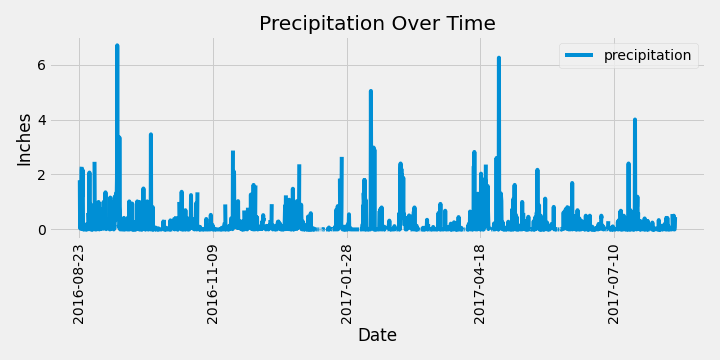 Precipitation Over Time
precipitation
Inches
6
4
2
0
2016-08-23
2016-11-09
2017-01-28
2017-04-18
2017-07-10
Date